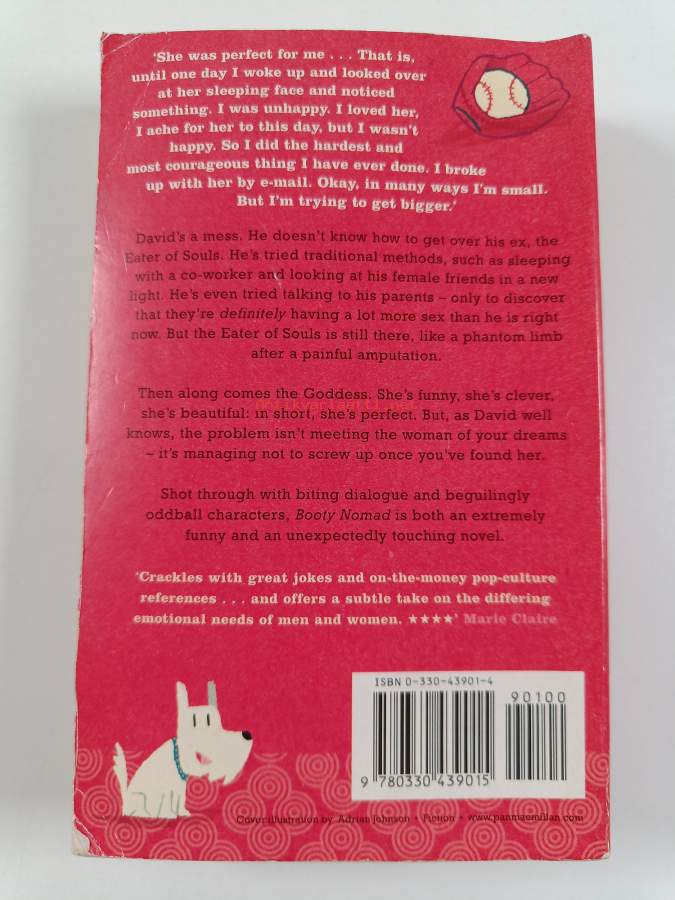 ‘She was perfect for me . . . That is,
until one day I woke up and looked over
at her sleeping face and noticed
something. I was unhappy. I loved her,
I ache for her to this day, but I wasn’t
happy. So I did the hardest and
most courageous thing I have ever done. I broke
up with her by e-mail. Okay, in many ways I’m small.
But I’m trying to get bigger.’
David’s a mess. He doesn’t know how to get over his ex, the
Eater of Souls. He’s tried traditional methods, such as sleeping
with a co-worker and looking at his female friends in a new
light. He’s even tried talking to his parents – only to discover
that they’re definitely having a lot more sex than he is right
now. But the Eater of Souls is still there, like a phantom limb
after a painful amputation.
Then along comes the Goddess. She’s funny, she’s clever,
she’s beautiful: in short, she’s perfect. But, as David well
knows, the problem isn’t meeting the woman of your dreams
– it’s managing not to screw up once you’ve found her.
Shot through with biting dialogue and beguilingly
oddball characters, Booty Nomad is both an extremely
funny and an unexpectedly touching novel.
‘Crackles with great jokes and on-the-money pop-culture
references . . . and offers a subtle take on the differing
emotional needs of men and women. ★★★★’ Marie Claire
ISBN 0-330-43901-4
90100
9 780330 439015
Cover illustration by Adrian Johnson • Fiction • www.panmacmillan.com